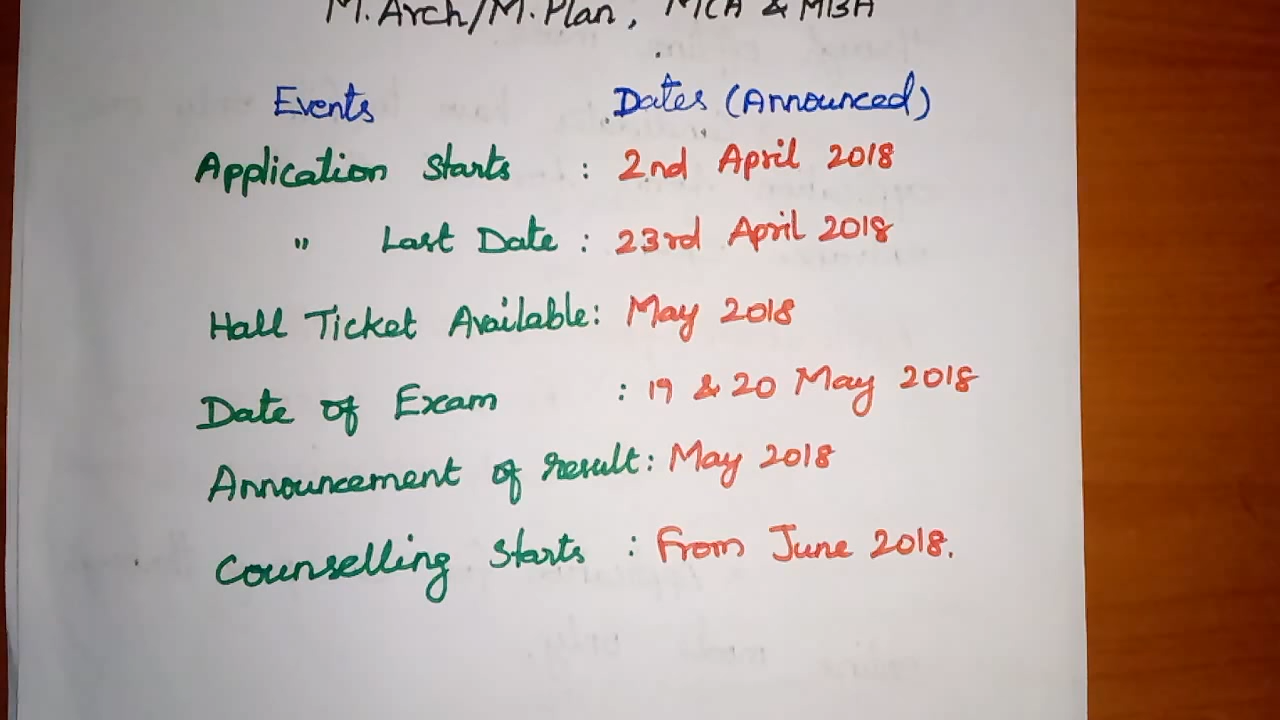 M.Arch/M.Plan, MCA & MBA
Events Dates (Announced)
Application Starts : 2nd April 2018
" Last Date : 23rd April 2018
Hall Ticket Available: May 2018
Date of Exam : 19 & 20 May 2018
Announcement of result: May 2018
Counselling Starts : From June 2018.